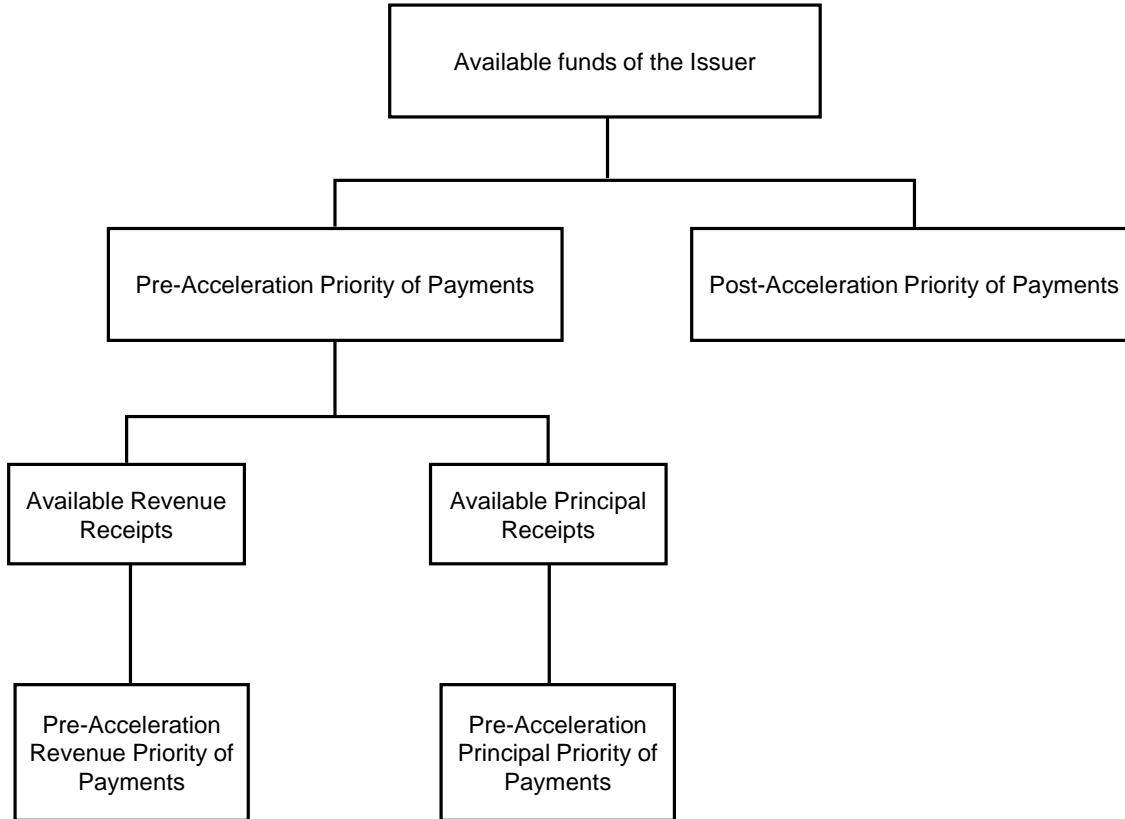 Available funds of the Issuer
Pre-Acceleration Priority of Payments
Post-Acceleration Priority of Payments
Available Revenue
Receipts
Available Principal
Receipts
Pre-Acceleration
Revenue Priority of
Payments
Pre-Acceleration
Principal Priority of
Payments